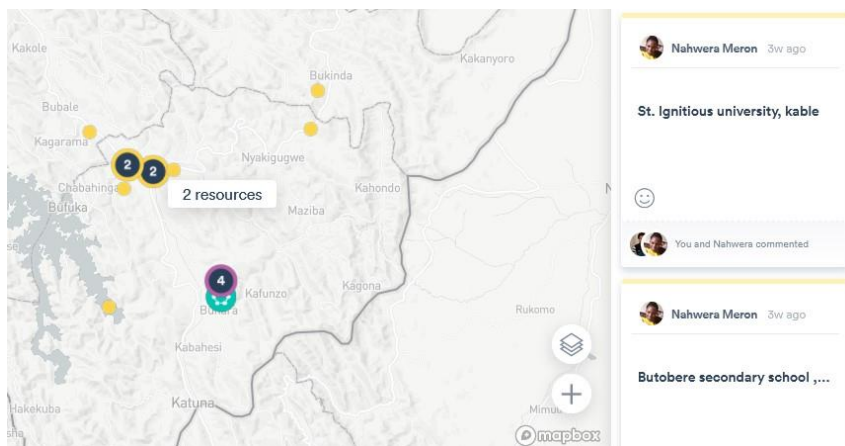 Kakole
Bukinda
Kakanyoro
Bubale
Kagarama
Nyakigugwe
2
2
Chabahinga
2 resources
Kahondo
Bufuka
Maziba
4
Kafunzo
Kagona
Rukomo
Kabahesi
Katuna
Hakekuba
mapbox
Nahwera Meron 3w ago
St. Ignitious university, kable
You and Nahwera commented
Nahwera Meron 3w ago
Butobere secondary school ,...